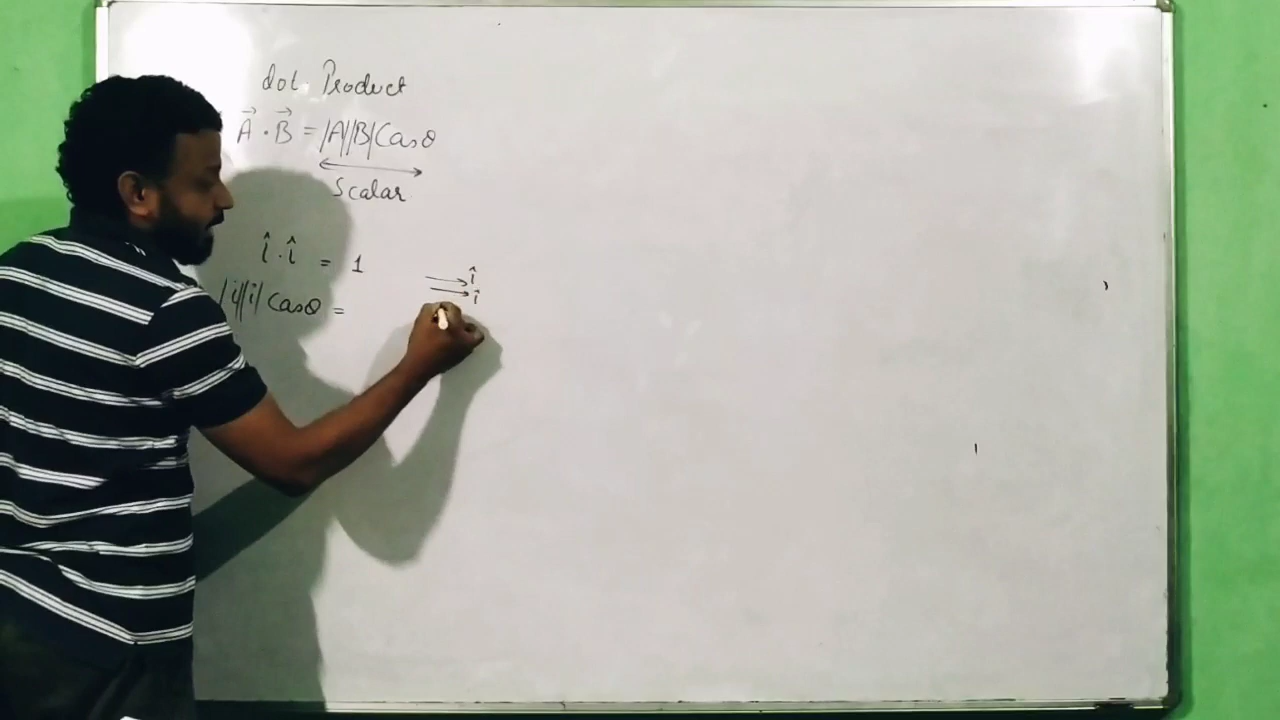 dot Product
A⃗ · B⃗ = |A||B| Cosθ
Scalar
î · î = 1
î
|i||i| cosθ =
î